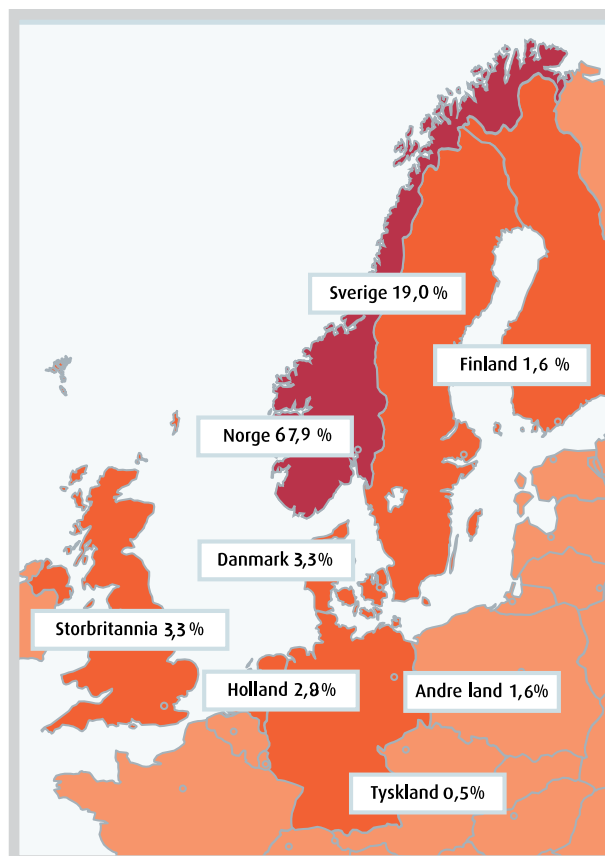 Sverige 19,0 %
Finland 1,6 %
Norge 67,9 %
Danmark 3,3%
Storbritannia 3,3 %
Holland 2,8%
Andre land 1,6%
Tyskland 0,5%